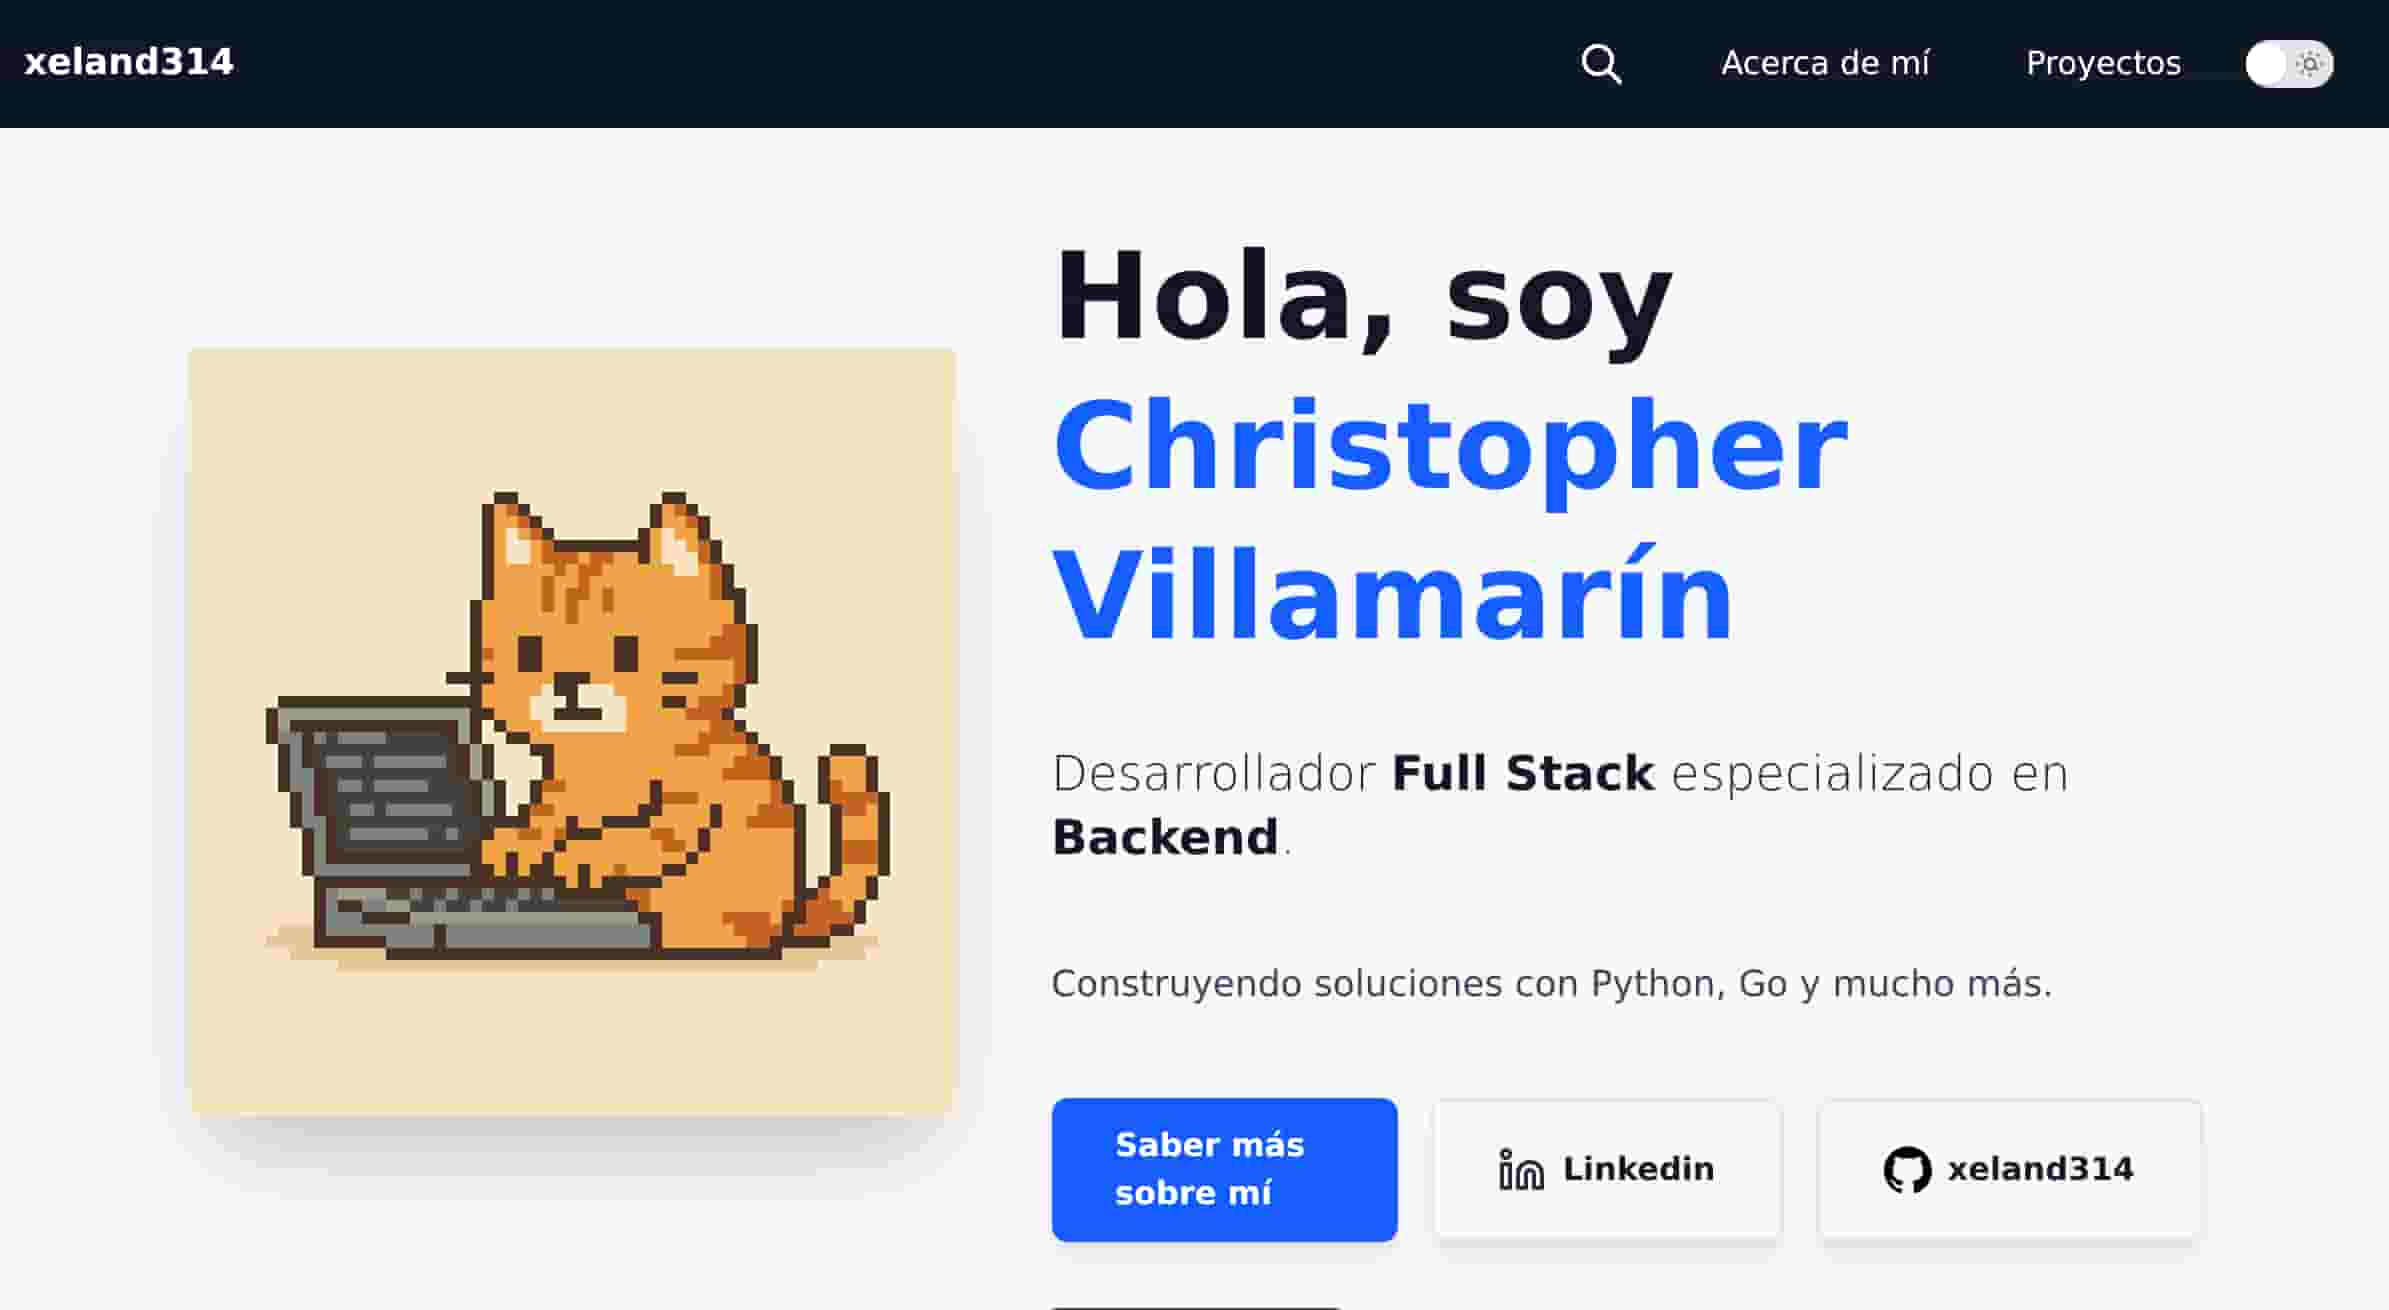 xeland314
Acerca de mí
Proyectos
Hola, soy
Christopher
Villamarín
Desarrollador Full Stack especializado en
Backend.
Construyendo soluciones con Python, Go y mucho más.
Saber más
sobre mí
Linkedin
xeland314